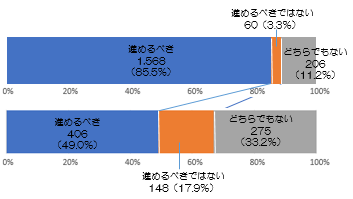 進めるべきではない
60 (3.3%)
進めるべき
1.568
(85.5%)
どちらでもない
206
(11.2%)
0% 20% 40% 60% 80% 100%
進めるべき
406
(49.0%)
どちらでもない
275
(33.2%)
0% 20% 40% 60% 80% 100%
進めるべきではない
148 (17.9%)